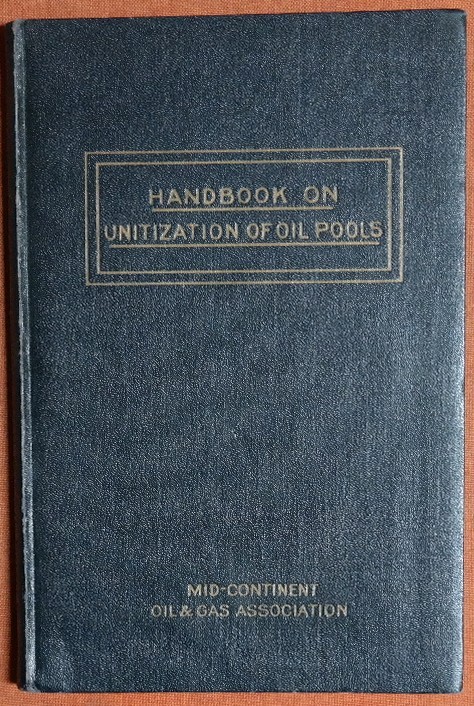 HANDBOOK ON
UNITIZATION OF OIL POOLS
MID-CONTINENT
OIL & GAS ASSOCIATION